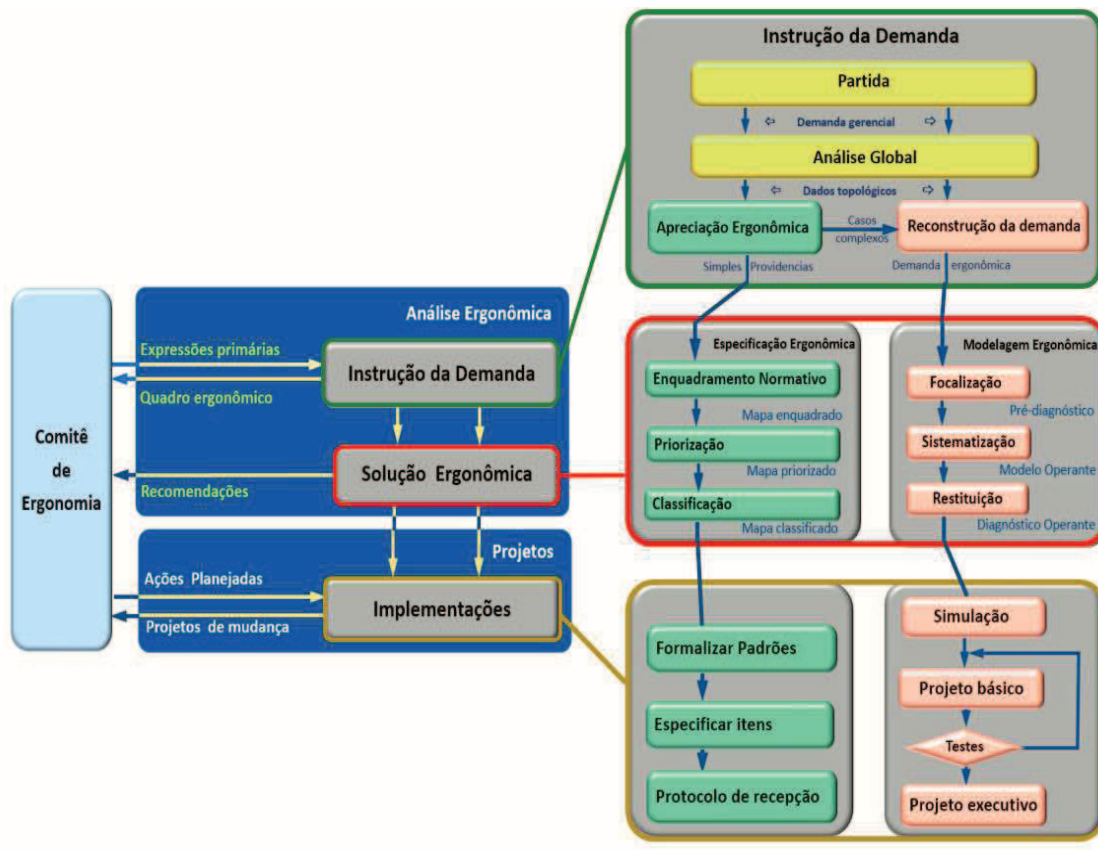 Comitê
de
Ergonomia
Análise Ergonômica
Expressões primárias
Instrução da Demanda
Quadro ergonômico
Solução Ergonômica
Recomendações
Projetos
Ações Planejadas
Implementações
Projetos de mudança
Instrução da Demanda
Partida
Demanda gerencial
Análise Global
Dados topológicos
Apreciação Ergonômica
Casos
complexos
Reconstrução da demanda
Simples Providencias
Demanda ergonômica
Especificação Ergonômica
Enquadramento Normativo
Mapa enquadrado
Priorização
Mapa priorizado
Classificação
Mapa classificado
Modelagem Ergonômica
Focalização
Pré-diagnóstico
Sistematização
Modelo Operante
Restituição
Diagnóstico Operante
Formalizar Padrões
Especificar itens
Protocolo de recepção
Simulação
Projeto básico
Testes
Projeto executivo